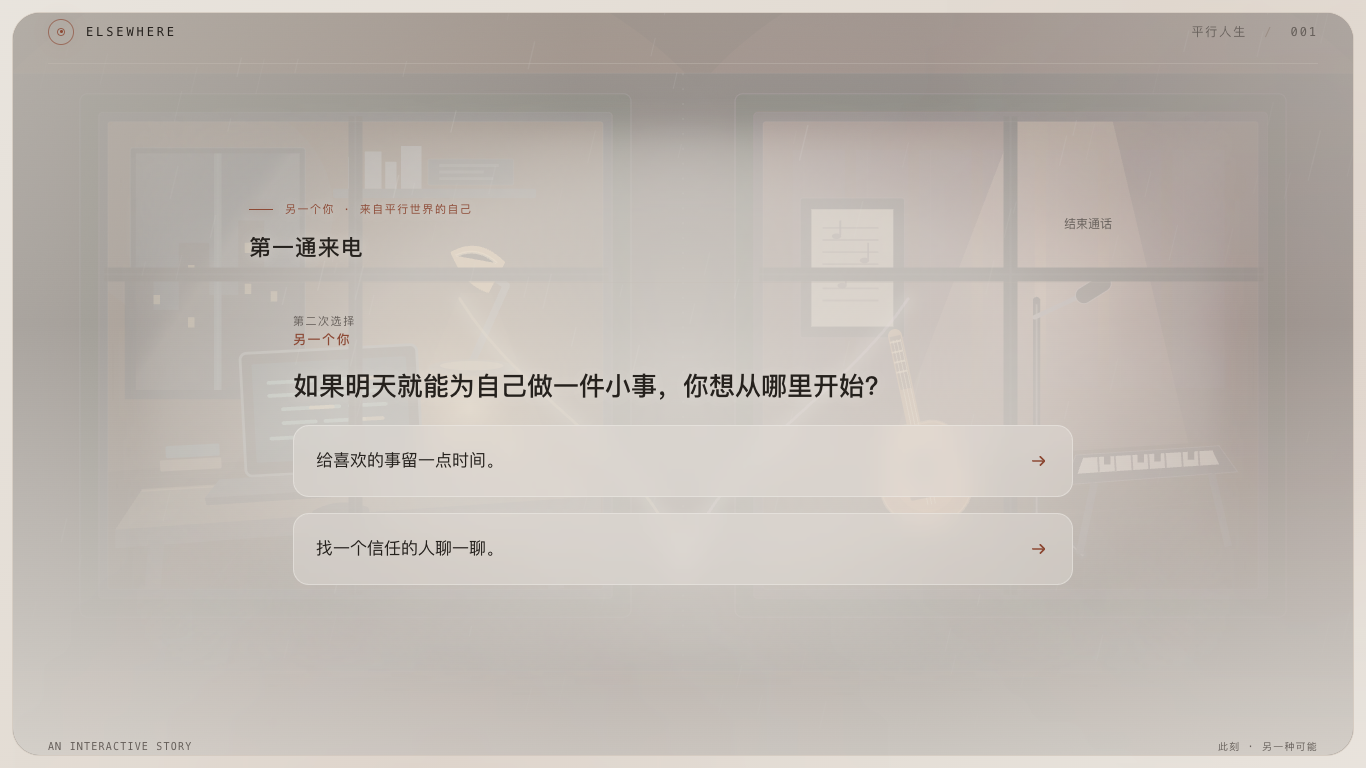 ELSEWHERE
平行人生 / 001
另一个你 · 来自平行世界的自己
第一通来电
结束通话
第二次选择
另一个你
如果明天就能为自己做一件小事，你想从哪里开始？
给喜欢的事留一点时间。
找一个信任的人聊一聊。
AN INTERACTIVE STORY
此刻 · 另一种可能